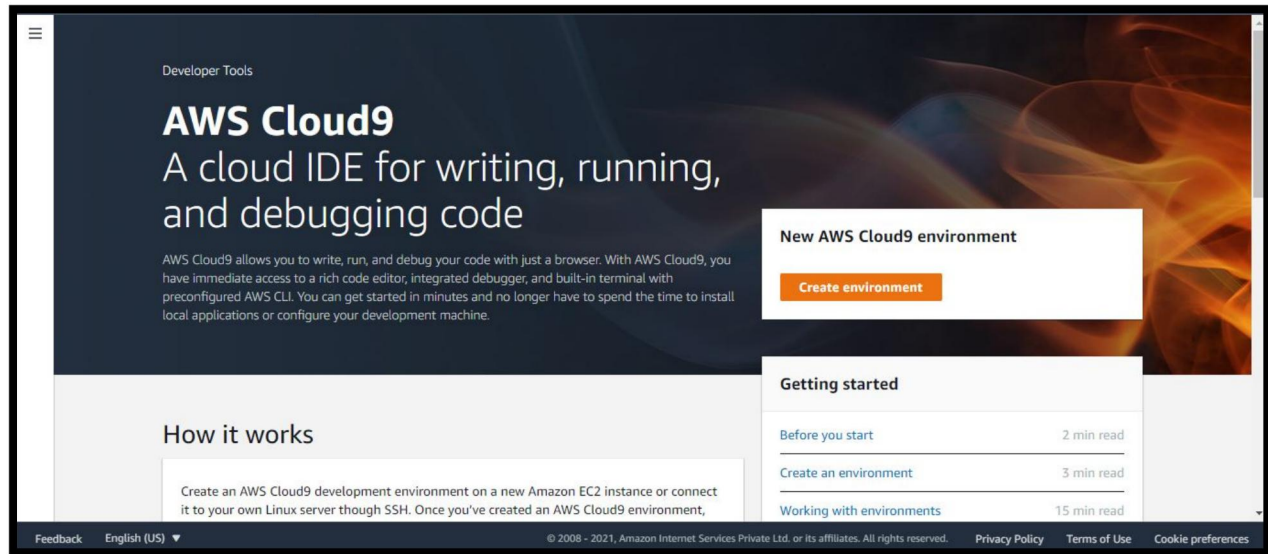 Developer Tools
AWS Cloud9
A cloud IDE for writing, running,
and debugging code
AWS Cloud9 allows you to write, run, and debug your code with just a browser. With AWS Cloud9, you
have immediate access to a rich code editor, integrated debugger, and built-in terminal with
preconfigured AWS CLI. You can get started in minutes and no longer have to spend the time to install
local applications or configure your development machine.
New AWS Cloud9 environment
Create environment
How it works
Create an AWS Cloud9 development environment on a new Amazon EC2 instance or connect
it to your own Linux server though SSH. Once you've created an AWS Cloud9 environment,
Getting started
Before you start 2 min read
Create an environment 3 min read
Working with environments 15 min read
Feedback English (US) ▼ © 2008 - 2021, Amazon Internet Services Private Ltd. or its affiliates. All rights reserved. Privacy Policy Terms of Use Cookie preferences